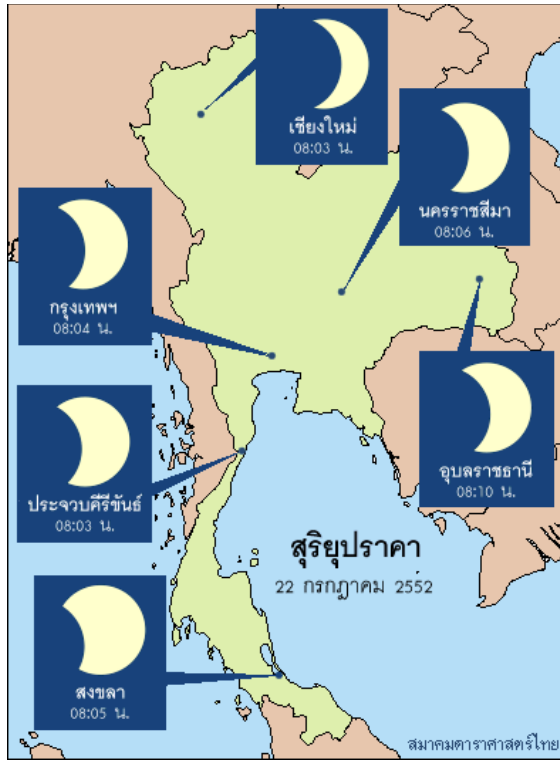 เชียงใหม่
08:03 น.
นครราชสีมา
08:06 น.
กรุงเทพฯ
08:04 น.
อุบลราชธานี
08:10 น.
ประจวบคีรีขันธ์
08:03 น.
สุริยุปราคา
22 กรกฎาคม 2552
สงขลา
08:05 น.
สมาคมดาราศาสตร์ไทย